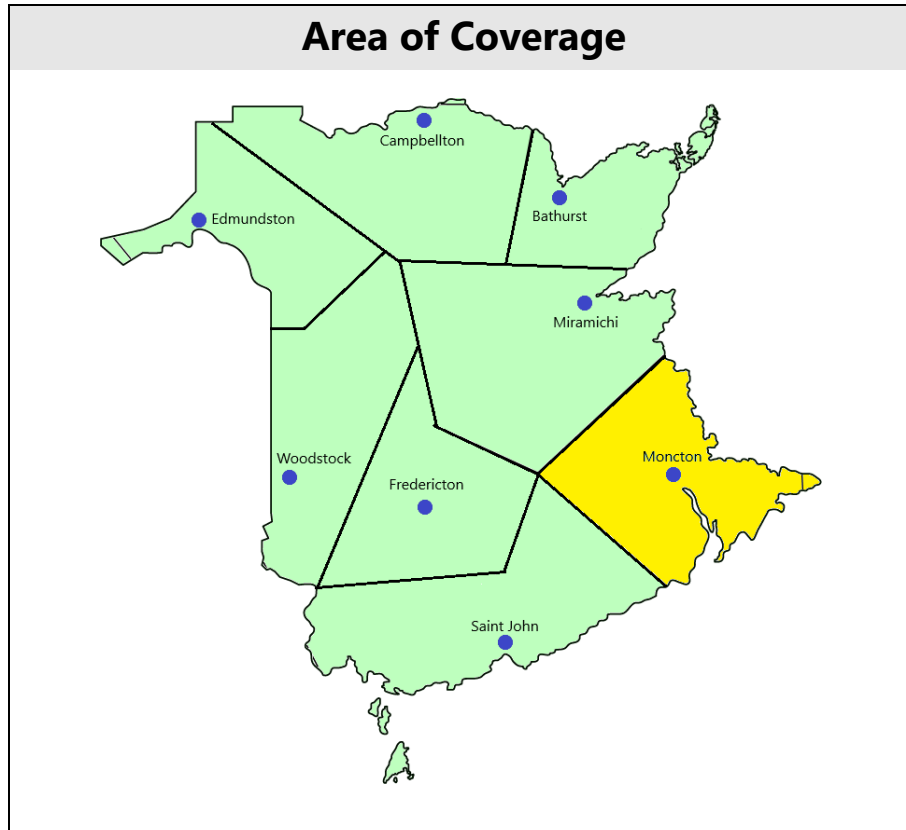 Area of Coverage
Campbellton
Bathurst
Edmundston
Miramichi
Woodstock
Moncton
Fredericton
Saint John